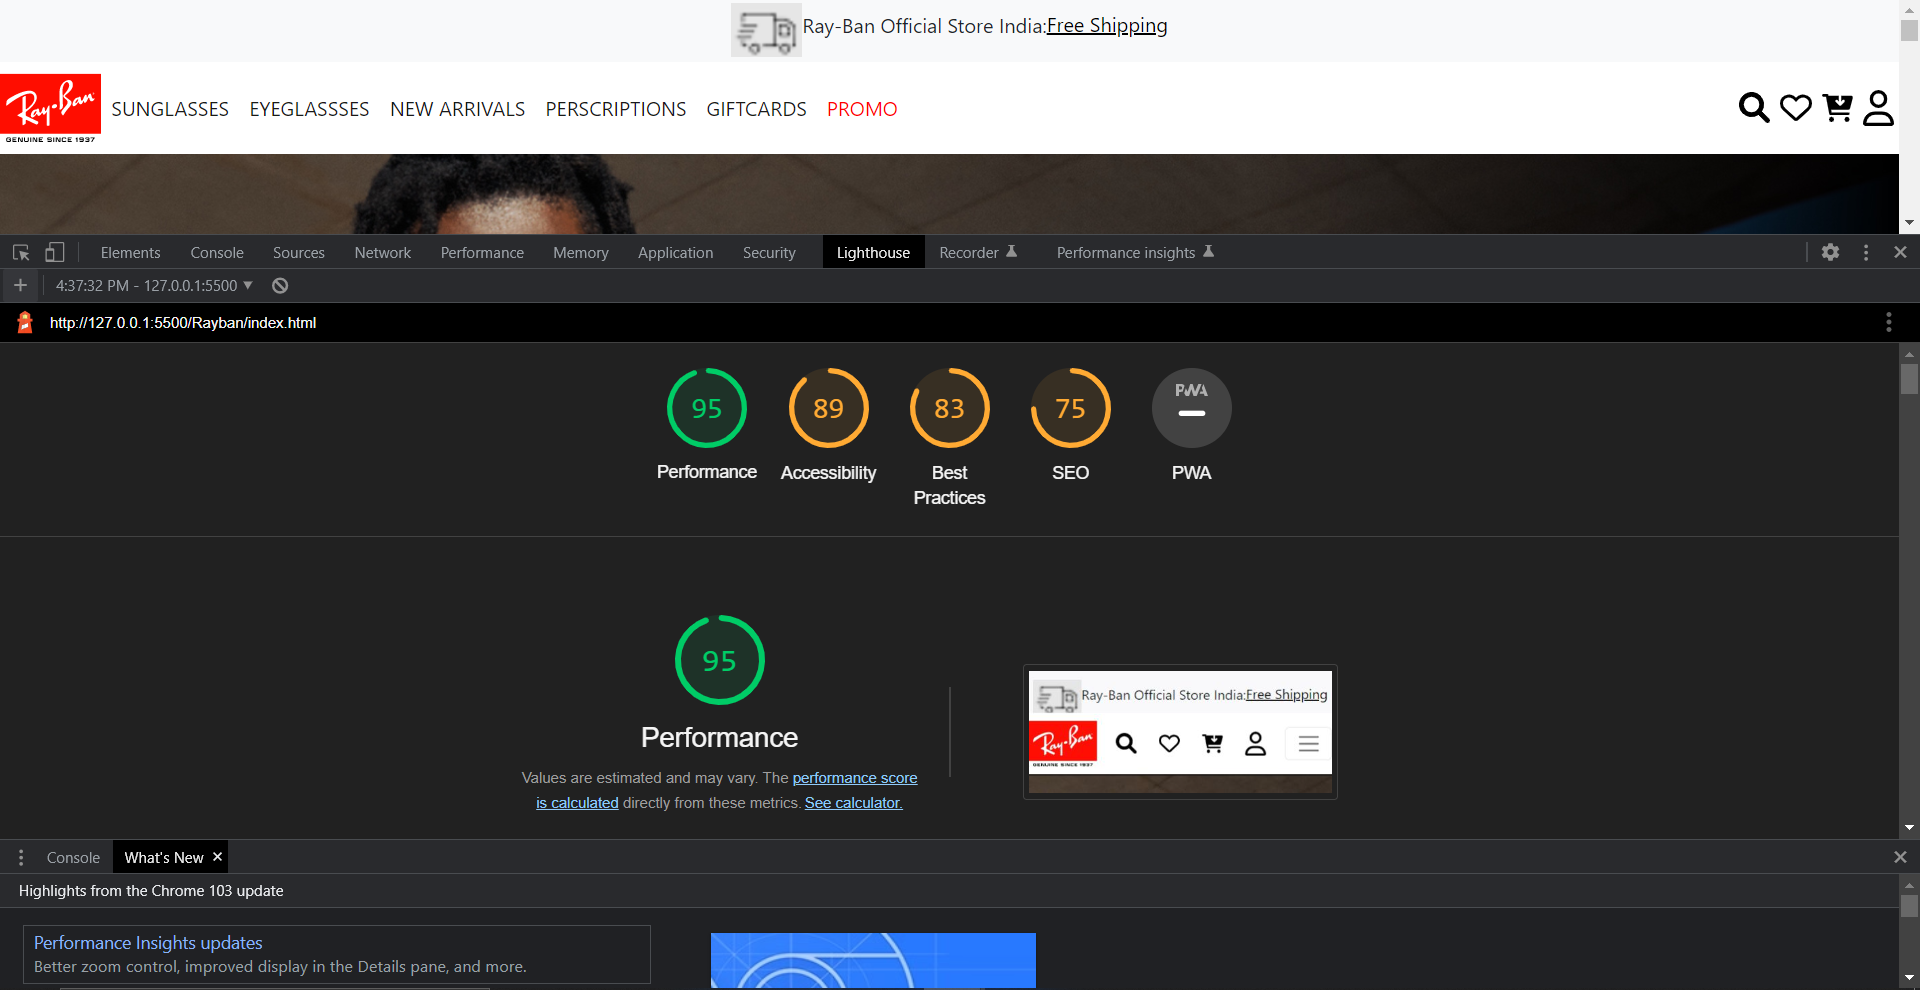 Ray-Ban Official Store India:Free Shipping
Ray-Ban
GENUINE SINCE 1937
SUNGLASSES EYEGLASSSES NEW ARRIVALS PERSCRIPTIONS GIFTCARDS PROMO
Elements Console Sources Network Performance Memory Application Security Lighthouse Recorder Performance insights
4:37:32 PM - 127.0.0.1:5500
http://127.0.0.1:5500/Rayban/index.html
95 89 83 75 PWA
Performance Accessibility Best Practices SEO PWA
95
Performance
Values are estimated and may vary. The performance score
is calculated directly from these metrics. See calculator.
Ray-Ban Official Store India:Free Shipping
Ray-Ban
GENUINE SINCE 1937
Console What's New
Highlights from the Chrome 103 update
Performance Insights updates
Better zoom control, improved display in the Details pane, and more.